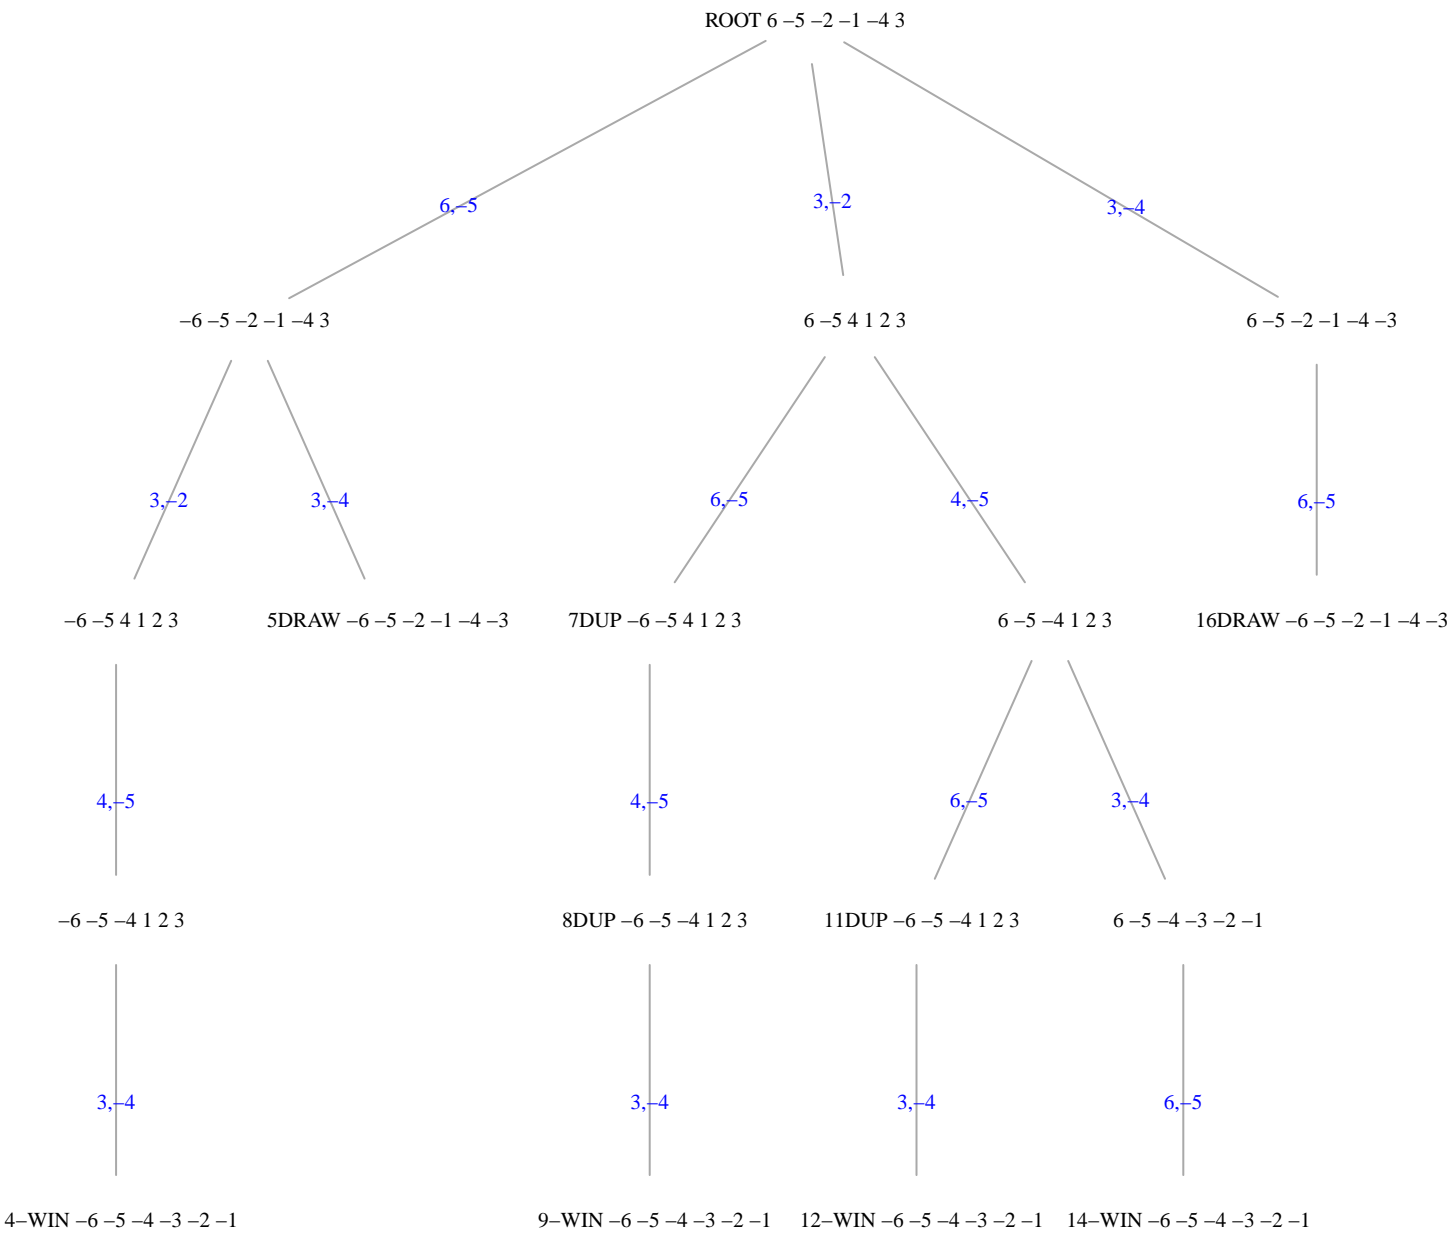 ROOT 6 –5 –2 –1 –4 3
6,–5
3,–2
3,–4
–6 –5 –2 –1 –4 3
6 –5 4 1 2 3
6 –5 –2 –1 –4 –3
3,–2
3,–4
6,–5
4,–5
6,–5
–6 –5 4 1 2 3
5DRAW –6 –5 –2 –1 –4 –3
7DUP –6 –5 4 1 2 3
6 –5 –4 1 2 3
16DRAW –6 –5 –2 –1 –4 –3
4,–5
4,–5
6,–5
3,–4
–6 –5 –4 1 2 3
8DUP –6 –5 –4 1 2 3
11DUP –6 –5 –4 1 2 3
6 –5 –4 –3 –2 –1
3,–4
3,–4
3,–4
6,–5
4–WIN –6 –5 –4 –3 –2 –1
9–WIN –6 –5 –4 –3 –2 –1
12–WIN –6 –5 –4 –3 –2 –1
14–WIN –6 –5 –4 –3 –2 –1